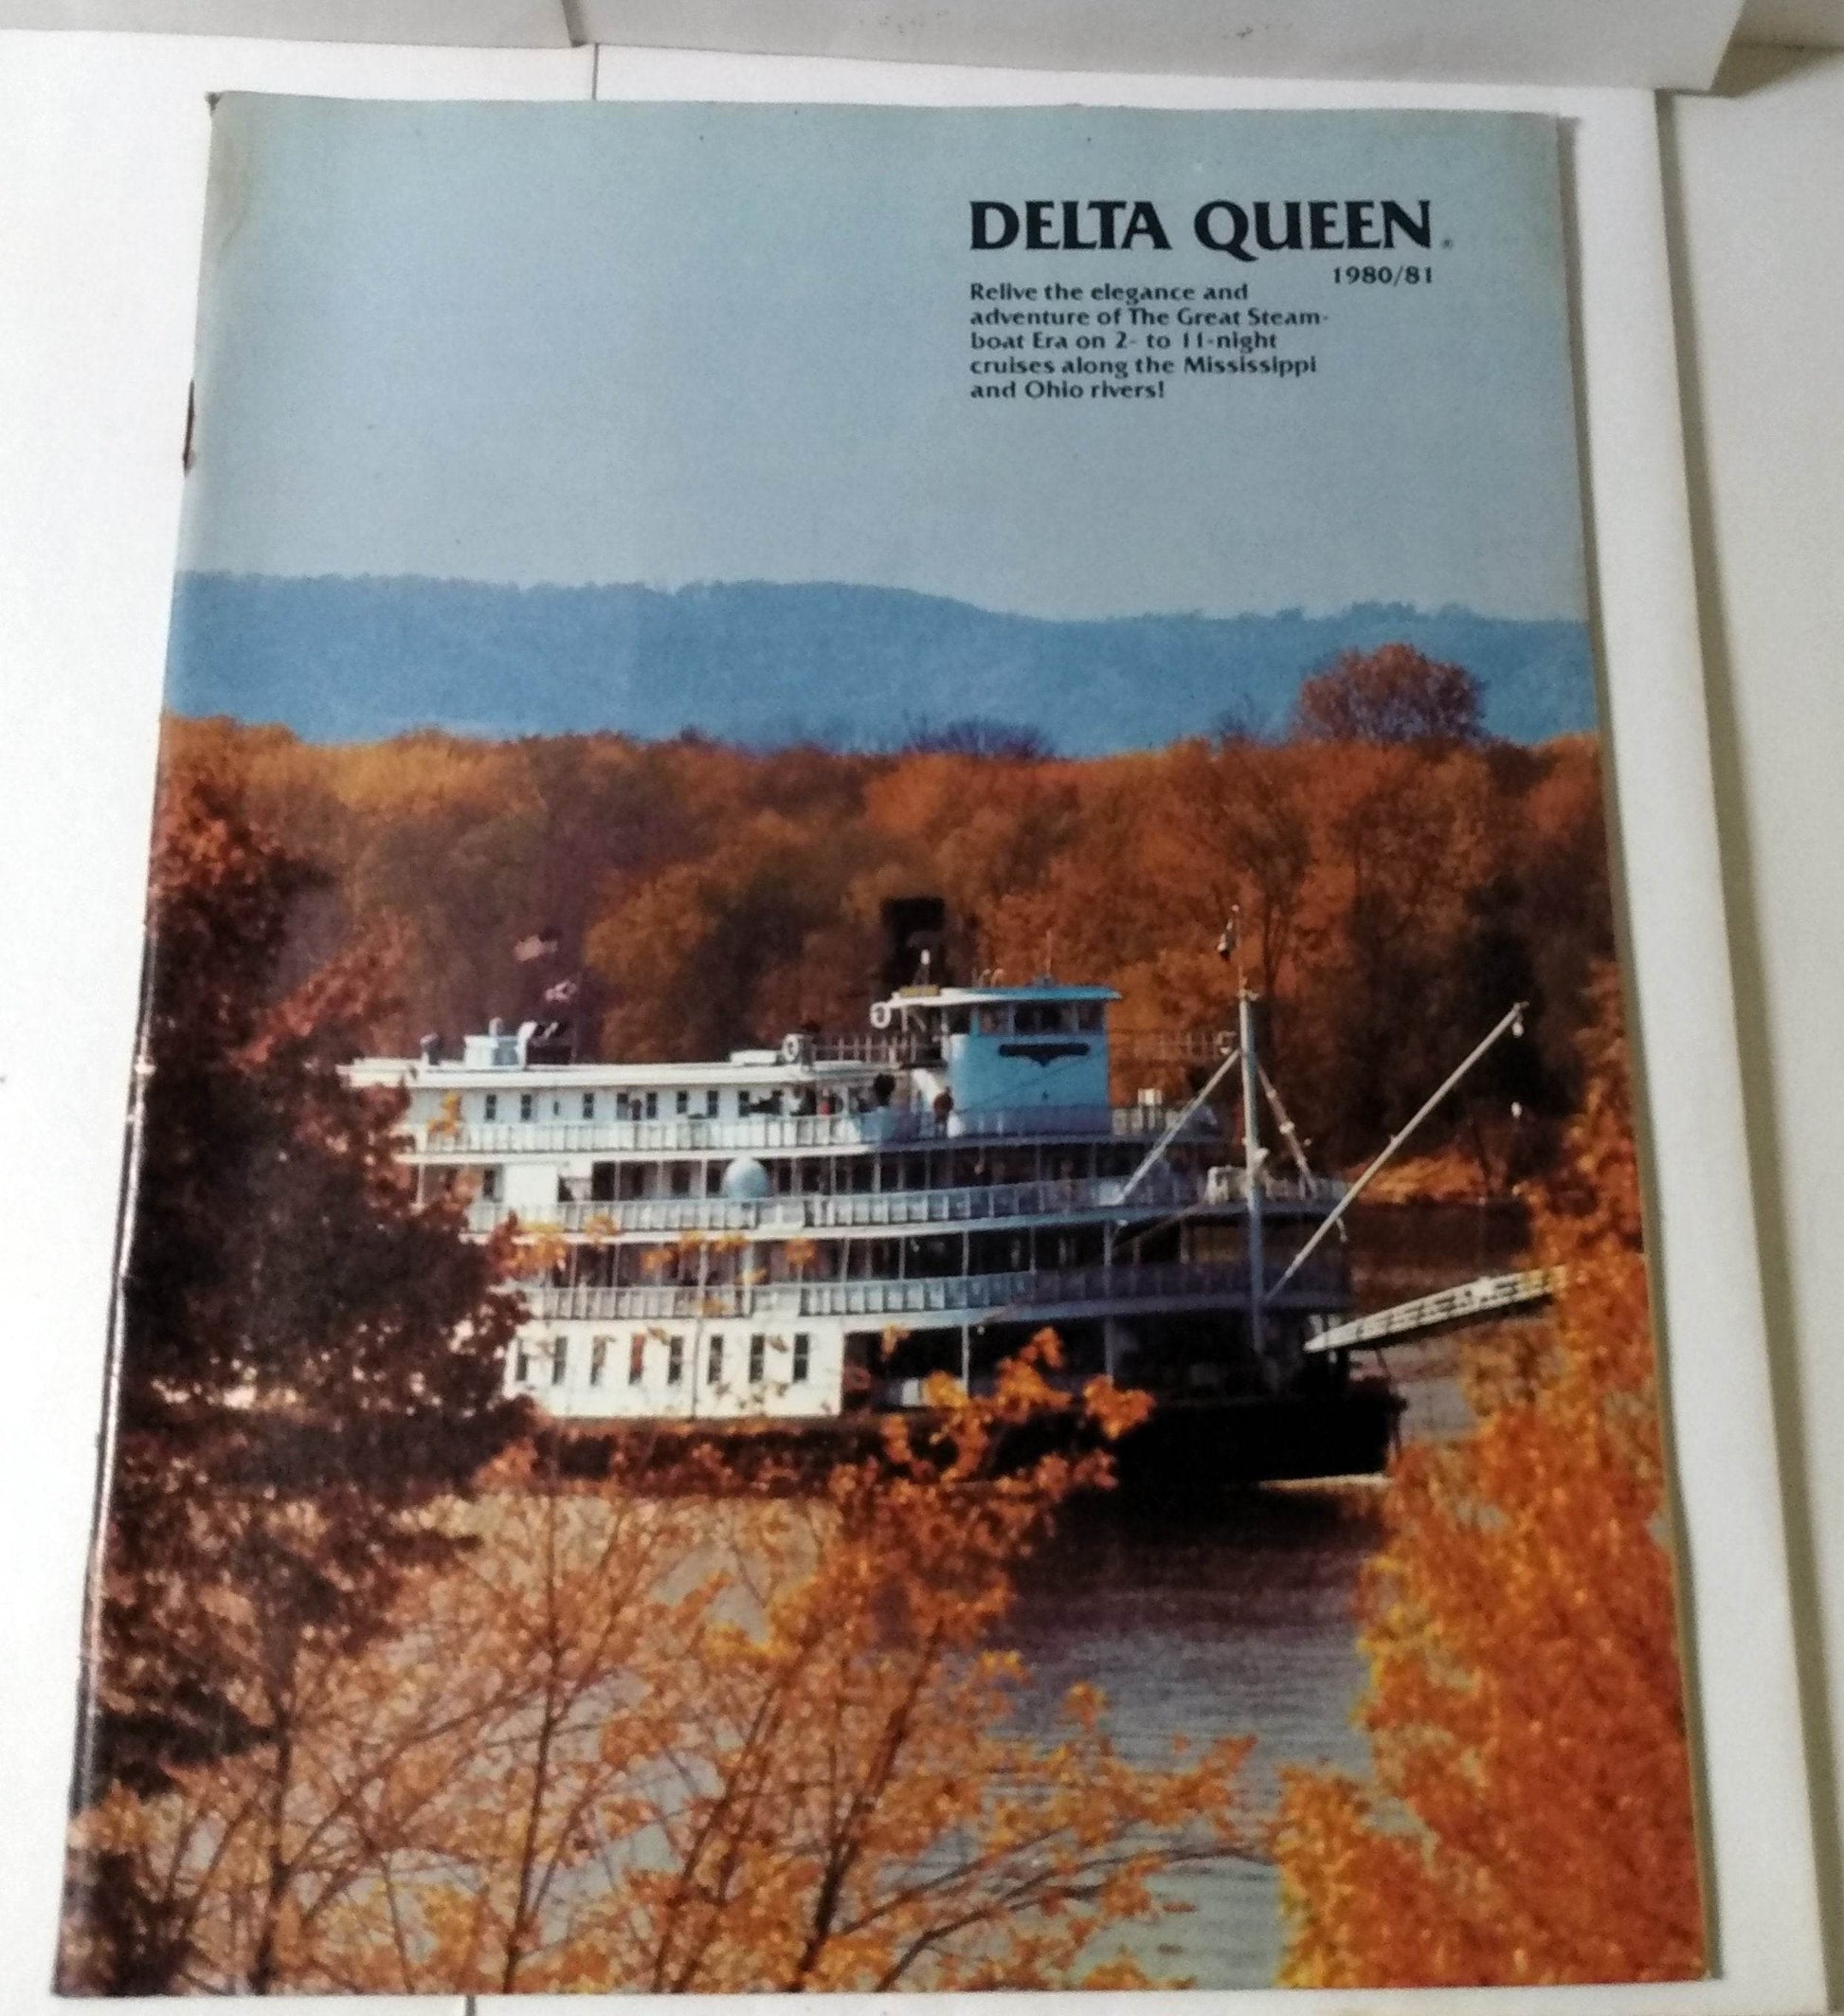 DELTA QUEEN®
1980/81
Relive the elegance and
adventure of The Great Steam-
boat Era on 2- to 11-night
cruises along the Mississippi
and Ohio rivers!